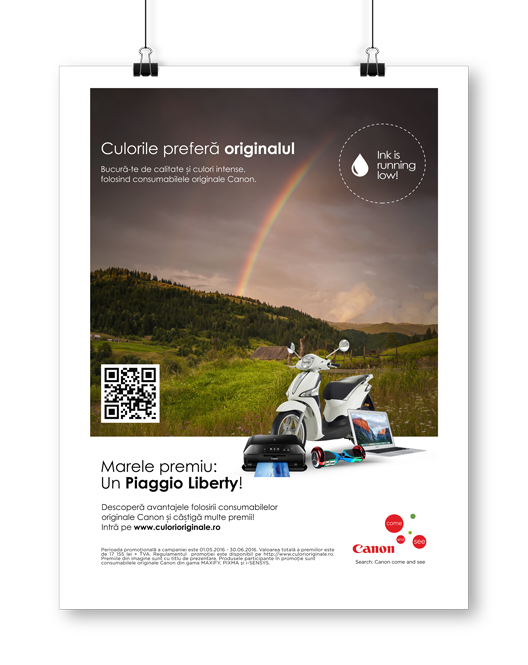 Culorile preferă originalul
Bucură-te de calitate și culori intense,
folosind consumabilele originale Canon.
Ink is
running
low!
Marele premiu:
Un Piaggio Liberty!
Descoperă avantajele folosirii consumabilelor
originale Canon și câștigă multe premii!
Intră pe www.culorioriginale.ro
Perioada promoțională a campaniei este 01.05.2016 - 30.06.2016. Valoarea totală a premiilor este
de 17 155 lei + TVA. Regulamentul promoției este disponibil pe http://www.culorioriginale.ro.
Premiile din imagine sunt cu titlu de prezentare. Produsele participante în promoție sunt
consumabilele originale Canon din gama MAXIFY, PIXMA și i-SENSYS.
come
and
see
Canon
Search: Canon come and see